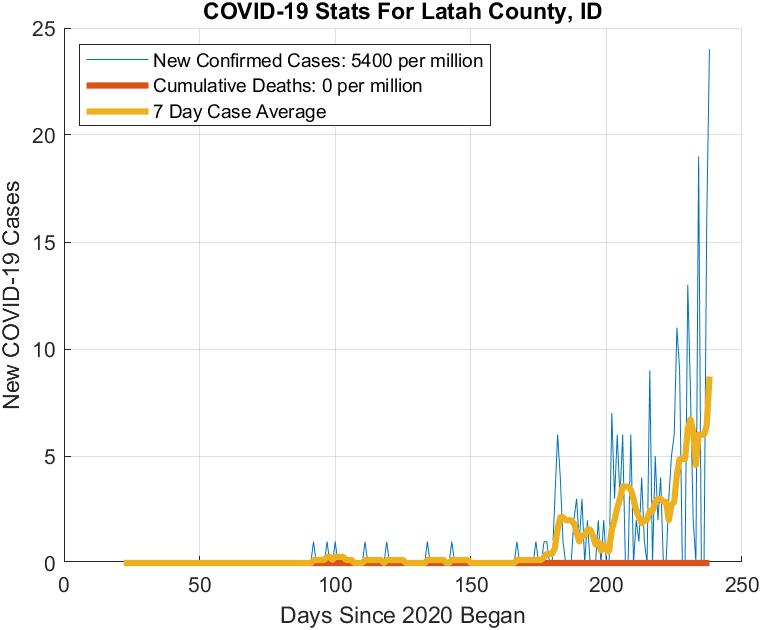 COVID-19 Stats For Latah County, ID
New Confirmed Cases: 5400 per million
Cumulative Deaths: 0 per million
7 Day Case Average
New COVID-19 Cases
25
20
15
10
5
0
0 50 100 150 200 250
Days Since 2020 Began